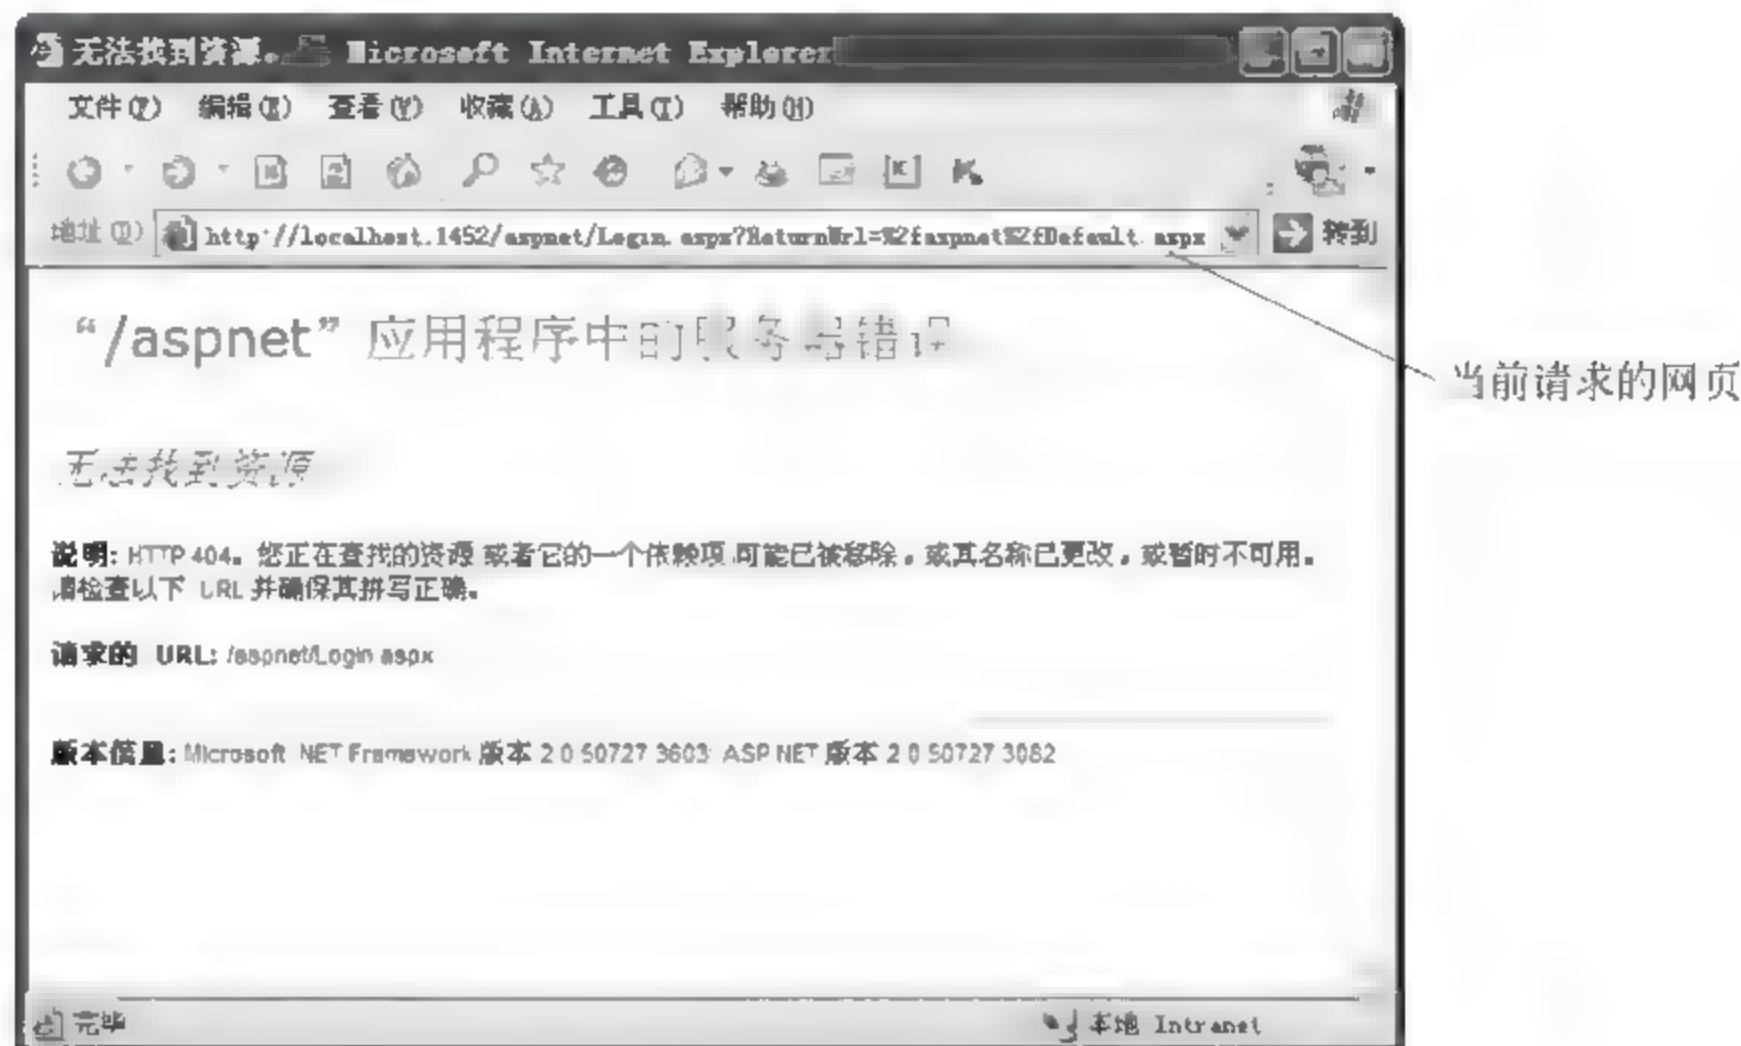 无法找到资源。 Microsoft Internet Explorer
文件(F) 编辑(E) 查看(V) 收藏(A) 工具(T) 帮助(H)
地址(D) http://localhost:1452/aspnet/Login.aspx?ReturnUrl=%2faspnet%2fDefault.aspx 转到
“/aspnet”应用程序中的服务器错误
当前请求的网页
无法找到资源
说明: HTTP 404。您正在查找的资源 或者它的一个依赖项 可能已被移除，或其名称已更改，或暂时不可用。
请检查以下 URL 并确保其拼写正确。
请求的 URL: /aspnet/Login.aspx
版本信息: Microsoft .NET Framework 版本 2.0.50727.3603; ASP.NET 版本 2.0.50727.3082
完毕 本地 Intranet